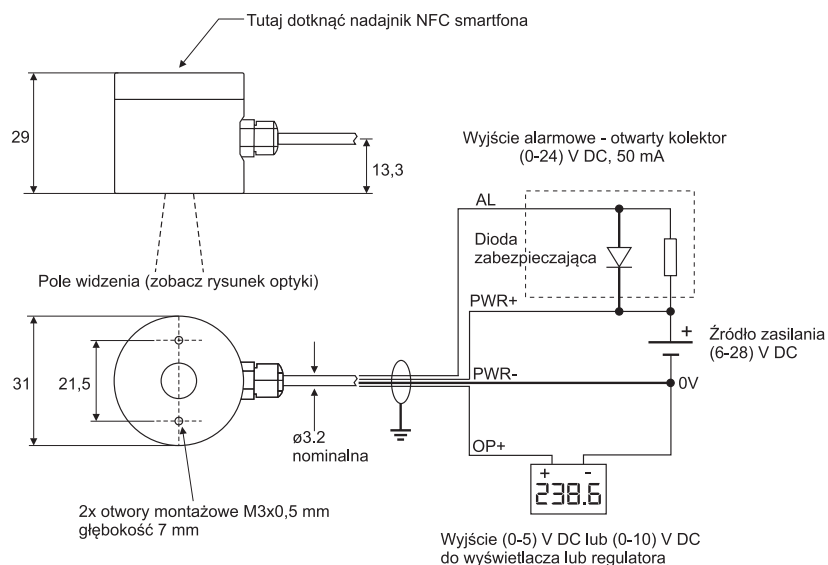 Tutaj dotknąć nadajnik NFC smartfona
29
13,3
Wyjście alarmowe - otwarty kolektor
(0-24) V DC, 50 mA
AL
Dioda
zabezpieczająca
Pole widzenia (zobacz rysunek optyki)
PWR+
+
Źródło zasilania
(6-28) V DC
31
21,5
PWR-
0V
ø3.2
nominalna
OP+
+ -
238.6
2x otwory montażowe M3x0,5 mm
głębokość 7 mm
Wyjście (0-5) V DC lub (0-10) V DC
do wyświetlacza lub regulatora